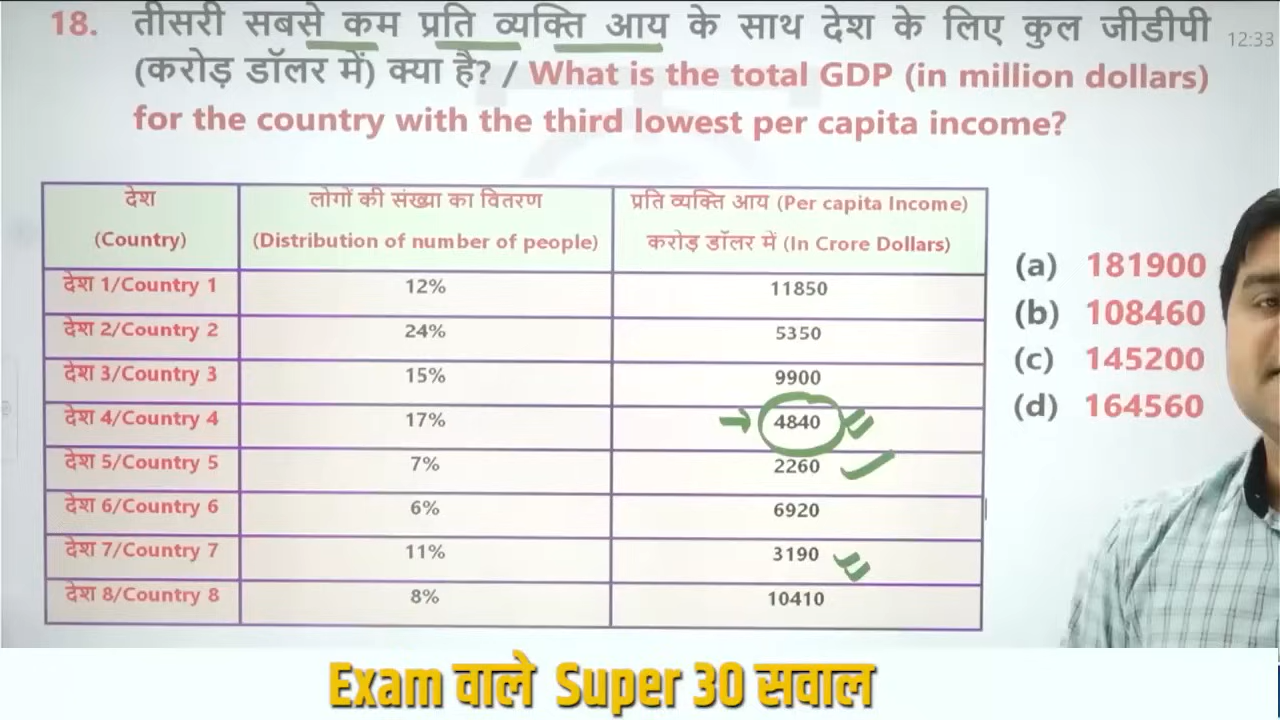 18. तीसरी सबसे कम प्रति व्यक्ति आय के साथ देश के लिए कुल जीडीपी
12:33
(करोड़ डॉलर में) क्या है? / What is the total GDP (in million dollars)
for the country with the third lowest per capita income?
देश लोगों की संख्या का वितरण प्रति व्यक्ति आय (Per capita Income)
(Country) (Distribution of number of people) करोड़ डॉलर में (In Crore Dollars)
देश 1/Country 1 12% 11850
देश 2/Country 2 24% 5350
देश 3/Country 3 15% 9900
देश 4/Country 4 17% 4840
देश 5/Country 5 7% 2260
देश 6/Country 6 6% 6920
देश 7/Country 7 11% 3190
देश 8/Country 8 8% 10410
(a) 181900
(b) 108460
(c) 145200
(d) 164560
Exam वाले Super 30 सवाल